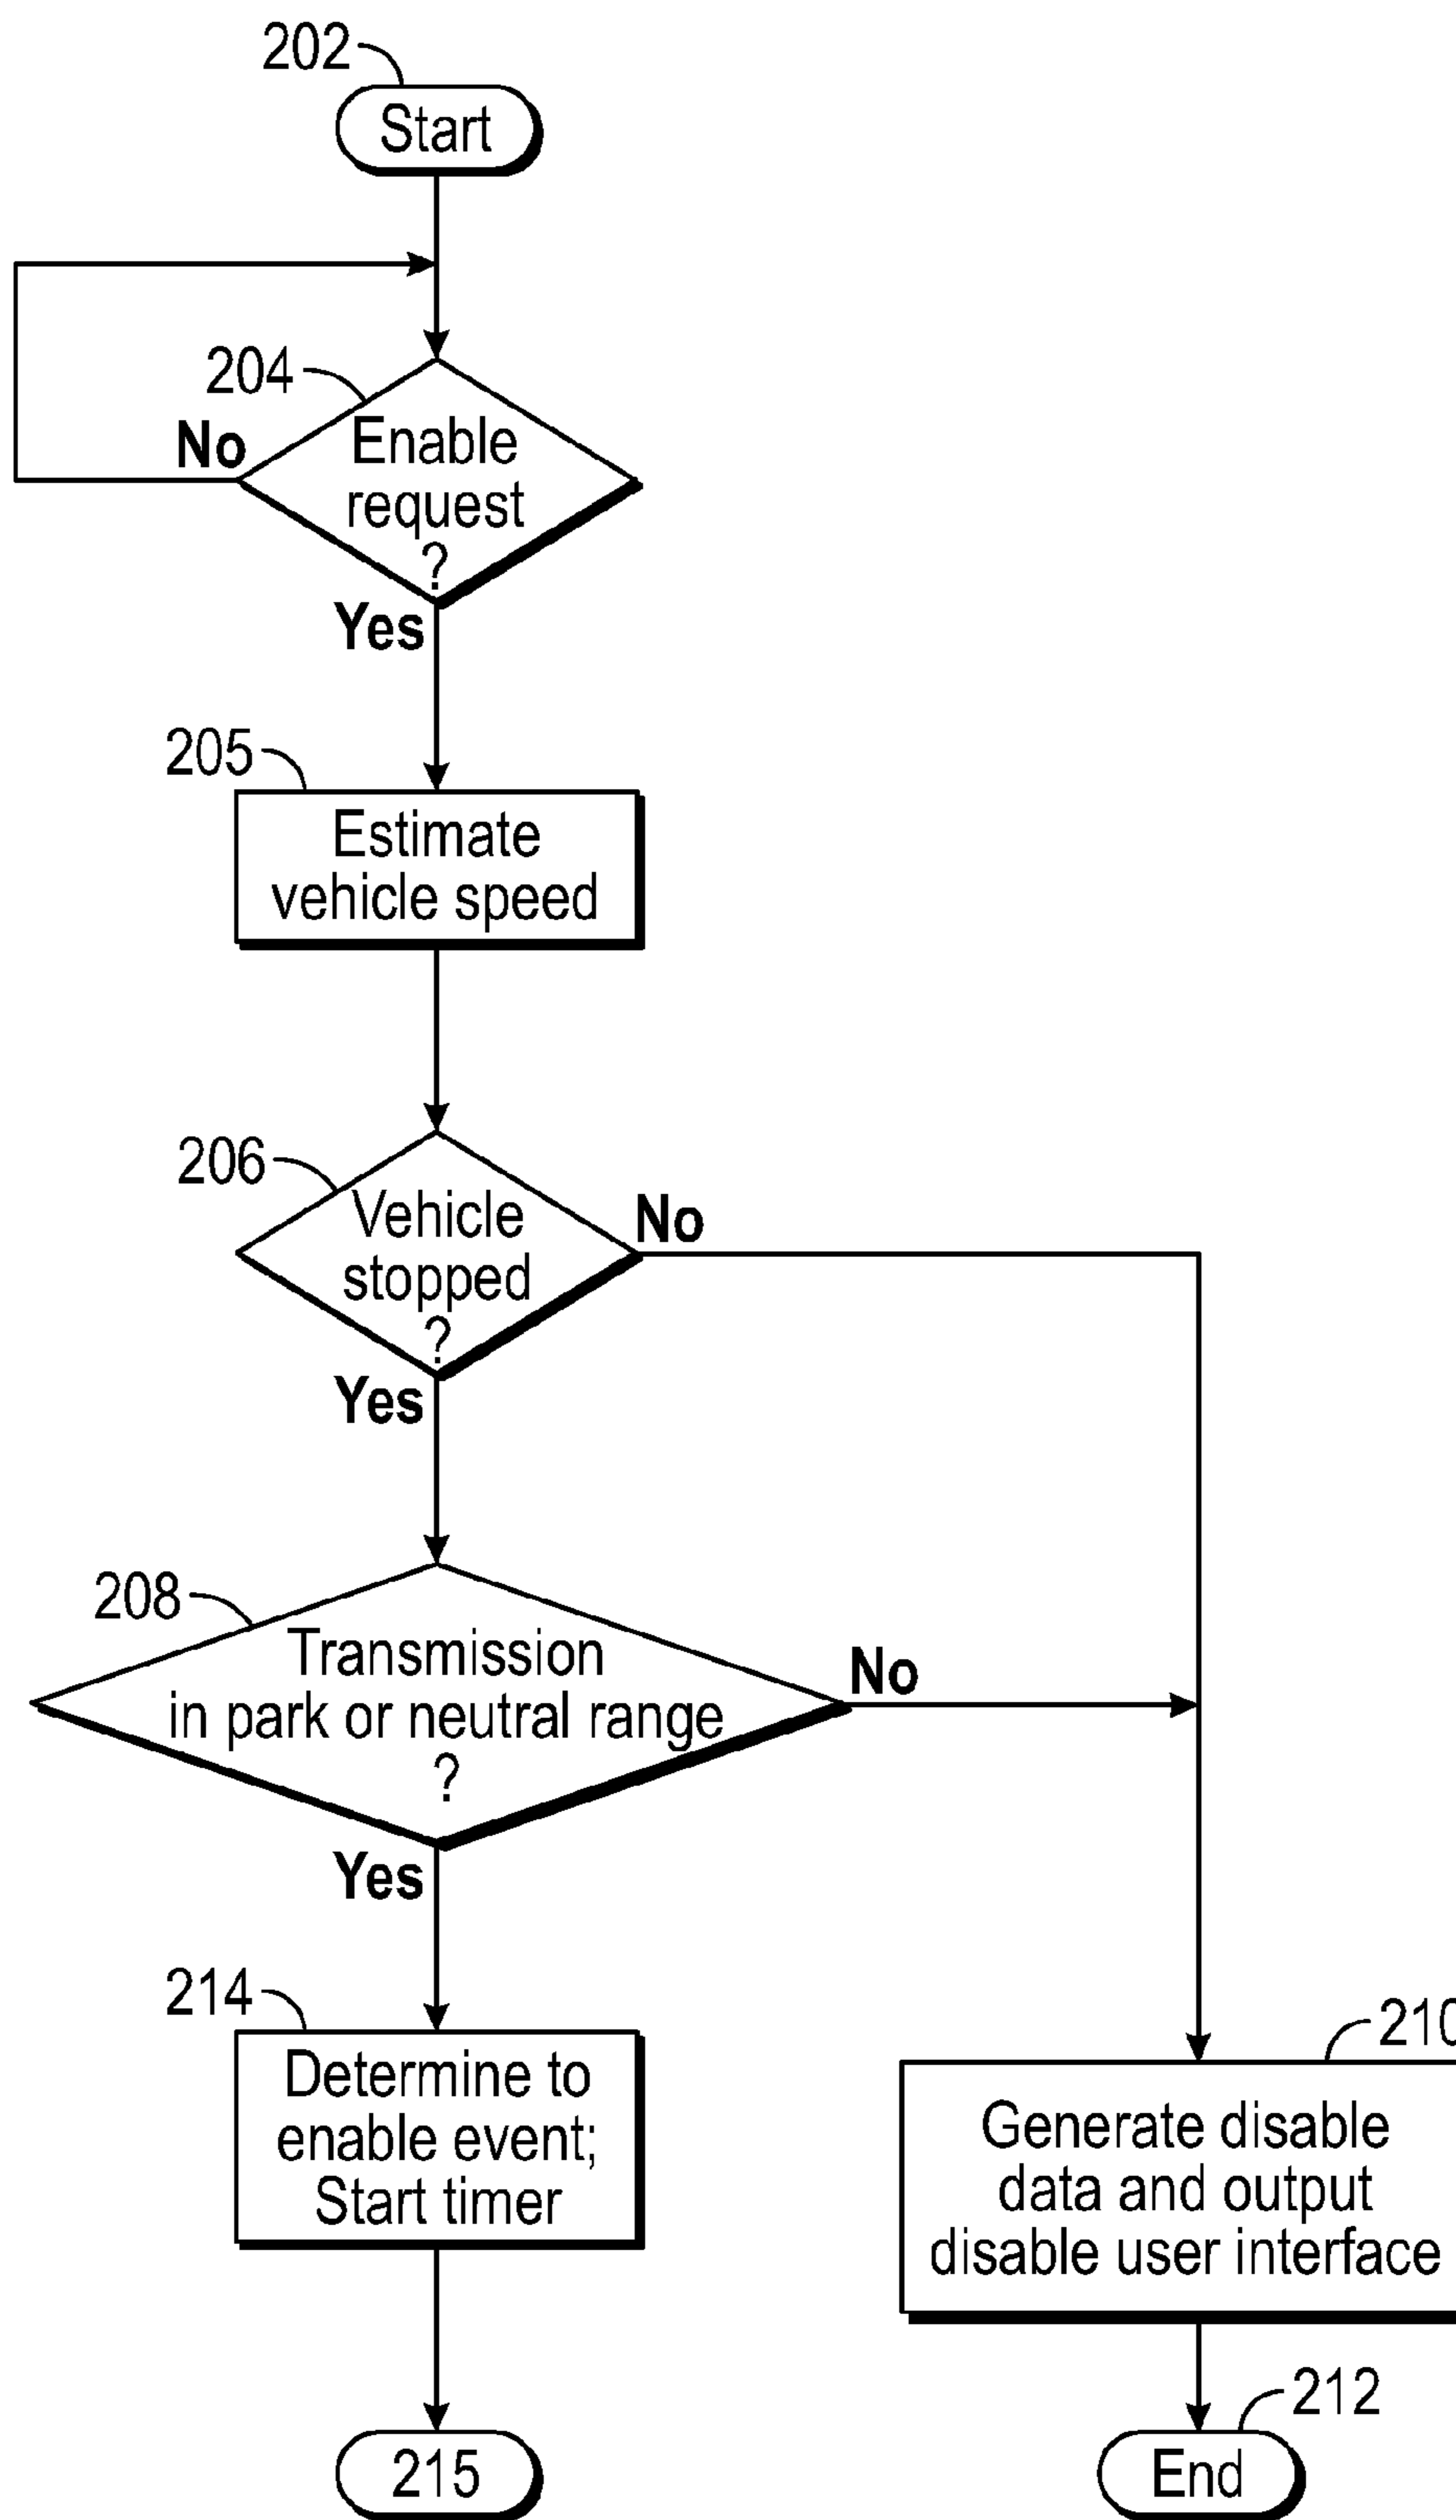 202
Start
204
No
Enable
request
?
Yes
205
Estimate
vehicle speed
206
Vehicle
stopped
?
No
Yes
208
Transmission
in park or neutral range
?
No
Yes
214
Determine to
enable event;
Start timer
210
Generate disable
data and output
disable user interface
212
215
End